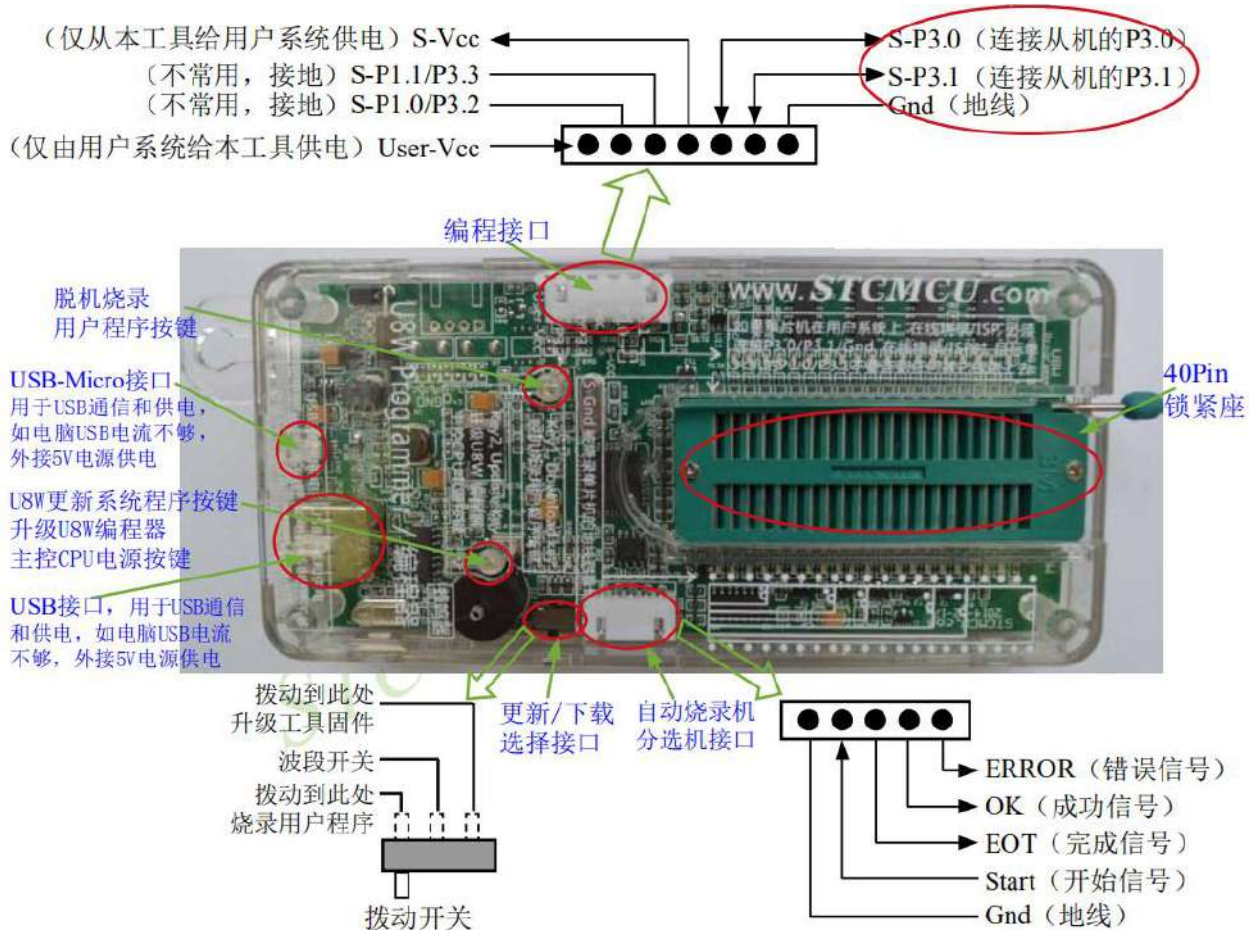 （仅从本工具给用户系统供电）S-Vcc
（不常用，接地）S-P1.1/P3.3
（不常用，接地）S-P1.0/P3.2
（仅由用户系统给本工具供电）User-Vcc
S-P3.0（连接从机的P3.0）
S-P3.1（连接从机的P3.1）
Gnd（地线）
编程接口
脱机烧录
用户程序按键
USB-Micro接口
用于USB通信和供电，
如电脑USB电流不够，
外接5V电源供电
U8W更新系统程序按键
升级U8W编程器
主控CPU电源按键
USB接口，用于USB通信
和供电，如电脑USB电流
不够，外接5V电源供电
www.STCMCU.com
U8W Programmer
40Pin
锁紧座
拨动到此处
升级工具固件
波段开关
拨动到此处
烧录用户程序
拨动开关
更新/下载
选择接口
自动烧录机
分选机接口
ERROR（错误信号）
OK（成功信号）
EOT（完成信号）
Start（开始信号）
Gnd（地线）